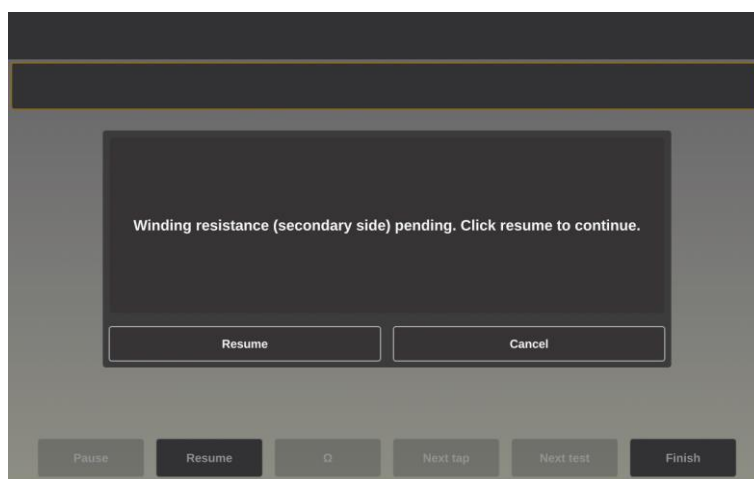 Winding resistance (secondary side) pending. Click resume to continue.
Resume Cancel
Pause Resume Ω Next tap Next test Finish